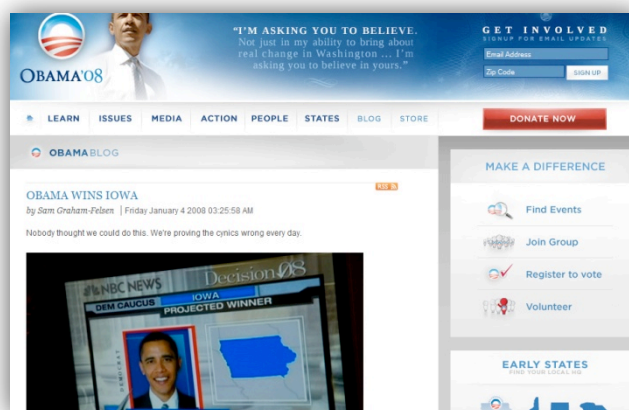 "I'M ASKING YOU TO BELIEVE.
Not just in my ability to bring about
real change in Washington ... I'm
asking you to believe in yours."
GET INVOLVED
SIGNUP FOR EMAIL UPDATES
Email Address
Zip Code
SIGN UP
OBAMA'08
LEARN ISSUES MEDIA ACTION PEOPLE STATES BLOG STORE
DONATE NOW
OBAMABLOG
RSS
OBAMA WINS IOWA
by Sam Graham-Felsen | Friday January 4 2008 03:25:58 AM
Nobody thought we could do this. We're proving the cynics wrong every day.
NBC NEWS
Decision '08
DEM CAUCUS
IOWA
PROJECTED WINNER
DEMOCRAT
MAKE A DIFFERENCE
Find Events
Join Group
Register to vote
Volunteer
EARLY STATES
FIND YOUR LOCAL HQ